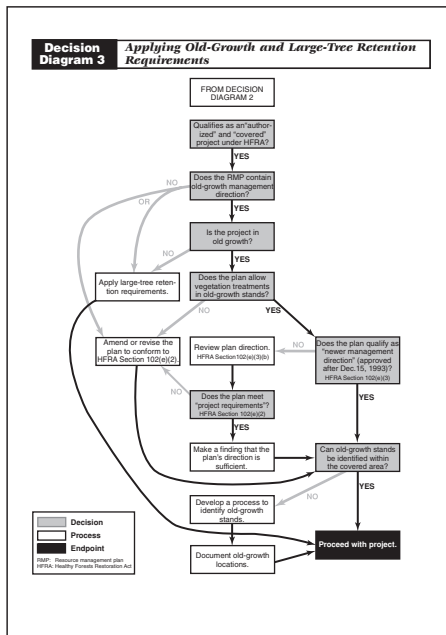 Decision
Diagram 3
Applying Old-Growth and Large-Tree Retention
Requirements
FROM DECISION
DIAGRAM 2
Qualifies as an "author-
ized" and "covered"
project under HFRA?
YES
Does the RMP contain
old-growth management
direction?
NO
OR
YES
Is the project in
old growth?
NO
YES
Apply large-tree reten-
tion requirements.
Does the plan allow
vegetation treatments
in old-growth stands?
NO
YES
Amend or revise the
plan to conform to
HFRA Section 102(e)(2).
Review plan direction.
HFRA Section102(e)(3)(b)
NO
Does the plan qualify as
"newer management
direction" (approved
after Dec.15, 1993)?
HFRA Section 102(e)(3)
Does the plan meet
"project requirements"?
HFRA Section 102(e)(2)
NO
YES
YES
Make a finding that the
plan's direction is
sufficient.
Can old-growth stands
be identified within
the covered area?
NO
YES
Develop a process to
identify old-growth
stands.
Document old-growth
locations.
Proceed with project.
Decision
Process
Endpoint
RMP: Resource management plan
HFRA: Healthy Forests Restoration Act